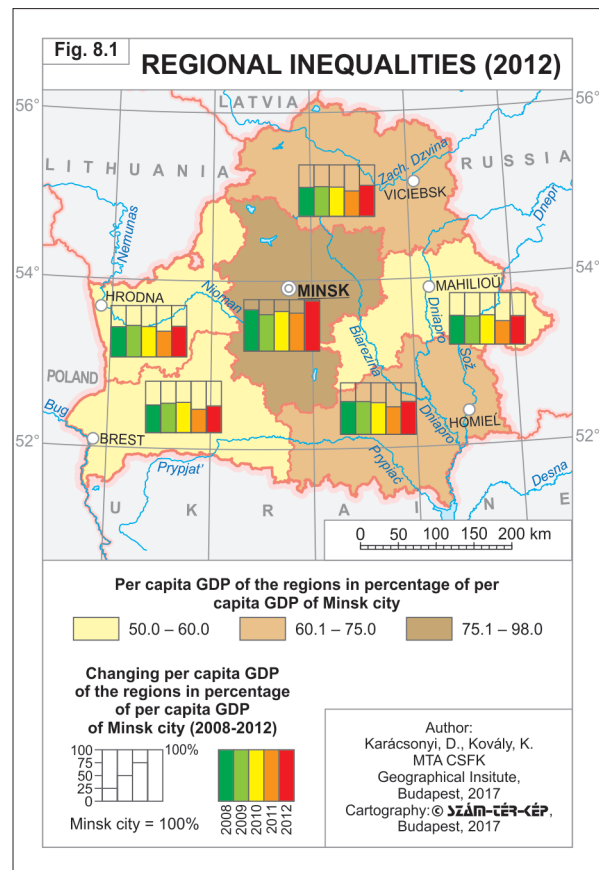 Fig. 8.1
REGIONAL INEQUALITIES (2012)
56°
LATVIA
56°
LITHUANIA
Zach. Dzvina
RUSSIA
VICIEBSK
Dnepr
Nemunas
54°
MINSK
MAHILIOŬ
54°
HRODNA
Nioman
Dniapro
Biarezina
Sož
POLAND
Bug
HOMIEĹ
Dniapro
52°
BREST
52°
Prypjat'
Prypiać
Desna
UKRAINE
0 50 100 150 200 km
Per capita GDP of the regions in percentage of per
capita GDP of Minsk city
50.0 – 60.0
60.1 – 75.0
75.1 – 98.0
Changing per capita GDP
of the regions in percentage
of per capita GDP
of Minsk city (2008-2012)
100
75
50
25
0
100%
2008
2009
2010
2011
2012
Minsk city = 100%
Author:
Karácsonyi, D., Kovály, K.
MTA CSFK
Geographical Insitute,
Budapest, 2017
Cartography: © SZÁM-TÉR-KÉP,
Budapest, 2017